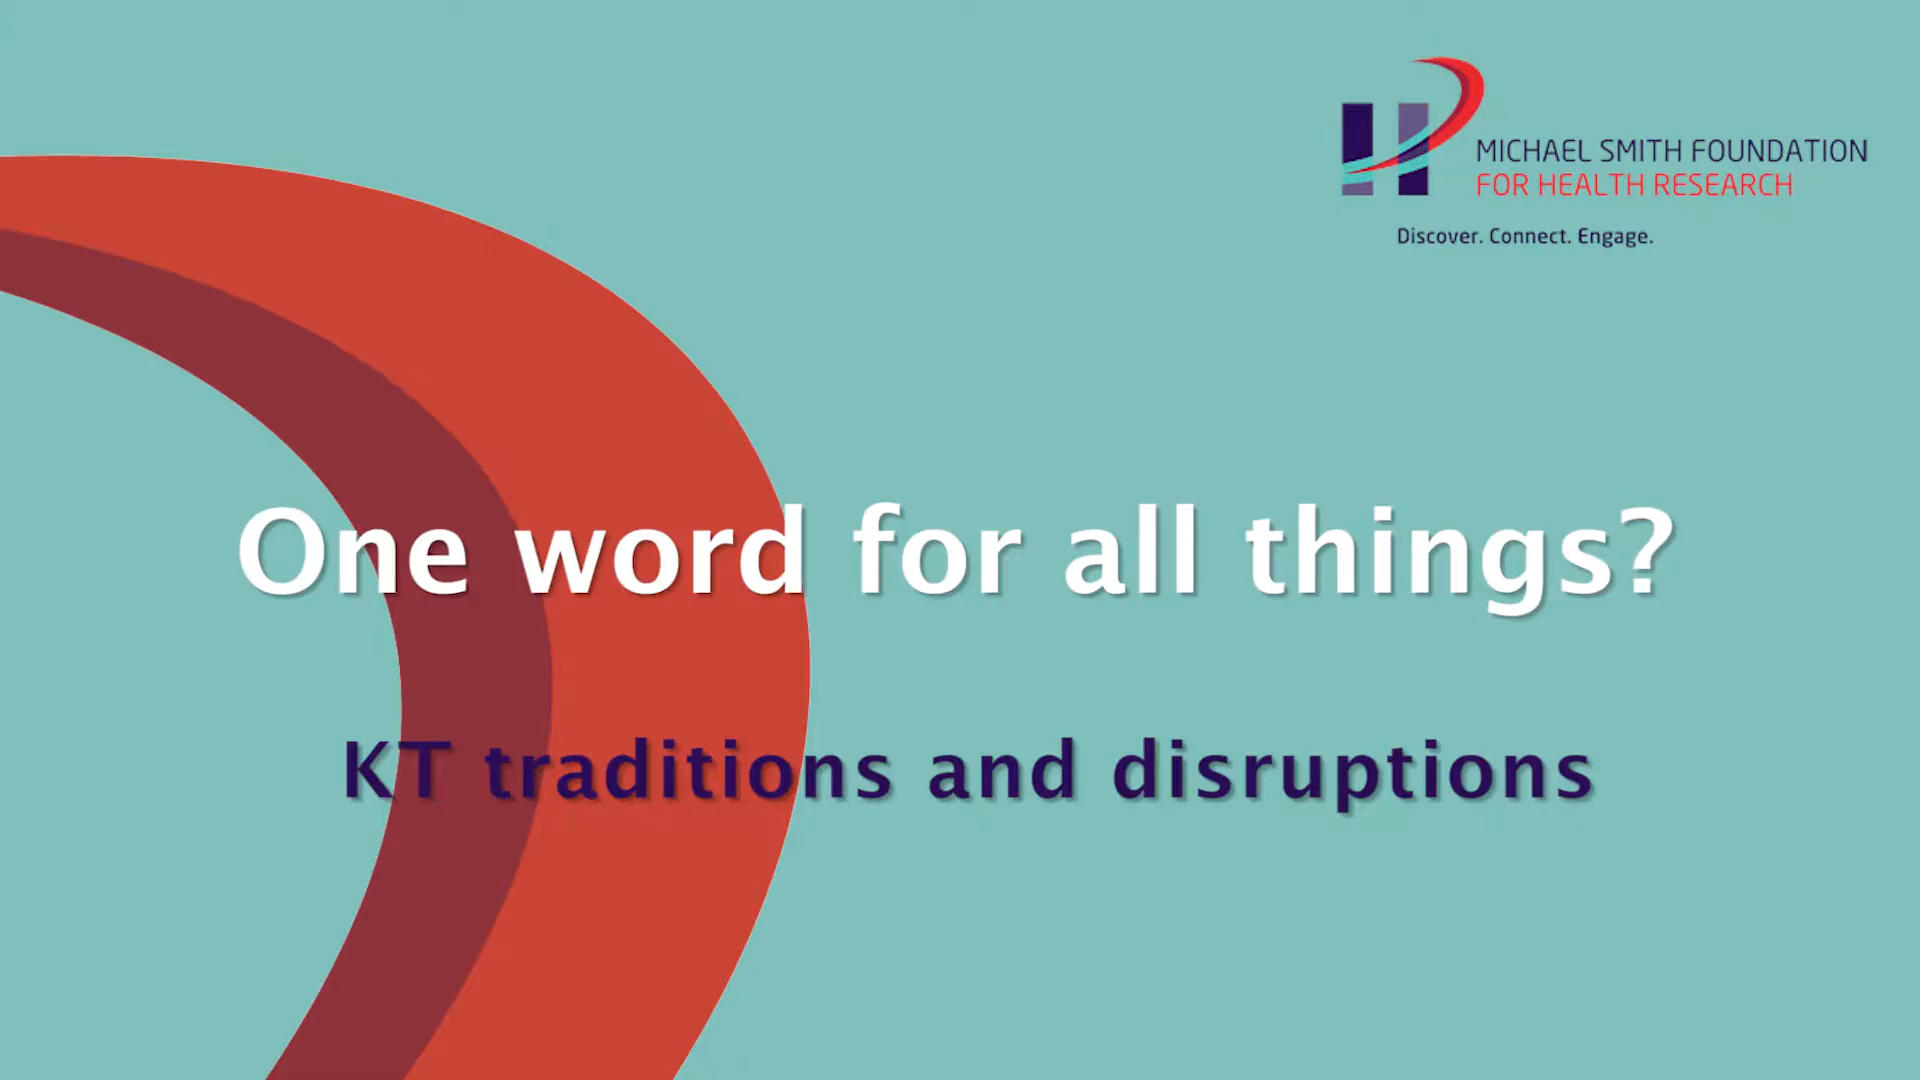 MICHAEL SMITH FOUNDATION
FOR HEALTH RESEARCH
Discover. Connect. Engage.
One word for all things?
KT traditions and disruptions